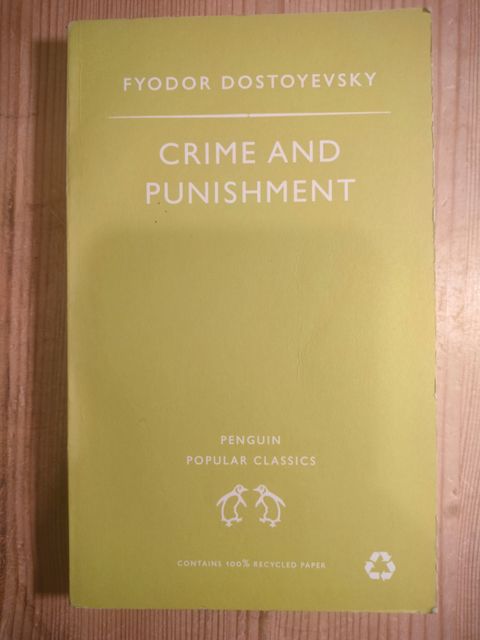 FYODOR DOSTOYEVSKY
CRIME AND
PUNISHMENT
PENGUIN
POPULAR CLASSICS
CONTAINS 100% RECYCLED PAPER